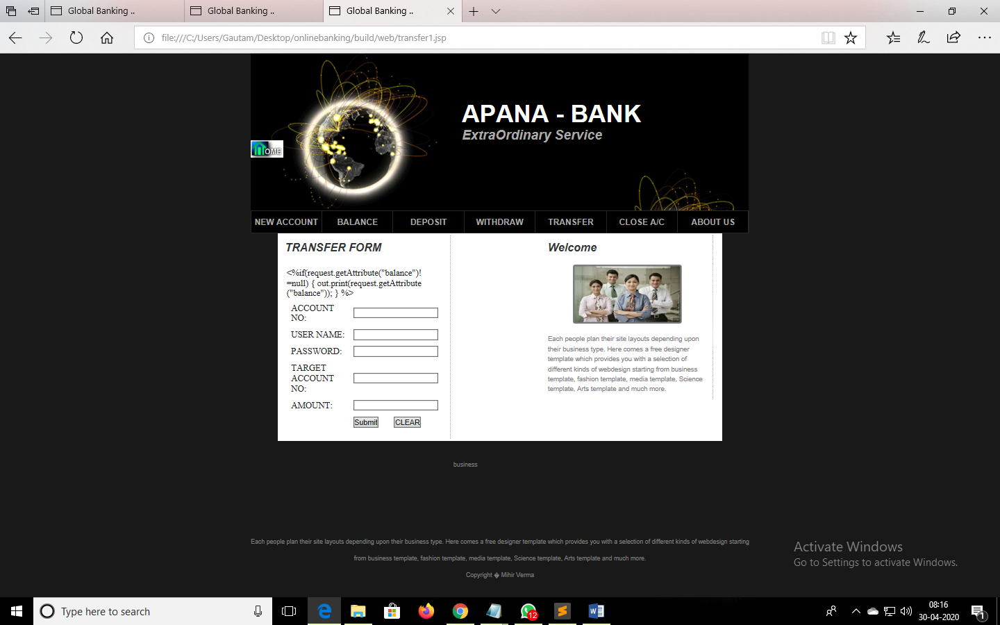 Global Banking ..
Global Banking ..
Global Banking ..
file:///C:/Users/Gautam/Desktop/onlinebanking/build/web/transfer1.jsp
APANA - BANK
ExtraOrdinary Service
HOME
NEW ACCOUNT
BALANCE
DEPOSIT
WITHDRAW
TRANSFER
CLOSE A/C
ABOUT US
TRANSFER FORM
<%if(request.getAttribute("balance")!
=null) { out.print(request.getAttribute
("balance")); } %>
ACCOUNT
NO:
USER NAME:
PASSWORD:
TARGET
ACCOUNT
NO:
AMOUNT:
Submit
CLEAR
Welcome
Each people plan their site layouts depending upon
their business type. Here comes a free designer
template which provides you with a selection of
different kinds of webdesign starting from business
template, fashion template, media template, Science
template, Arts template and much more.
business
Each people plan their site layouts depending upon their business type. Here comes a free designer template which provides you with a selection of different kinds of webdesign starting
from business template, fashion template, media template, Science template, Arts template and much more.
Copyright � Mihir Verma
Activate Windows
Go to Settings to activate Windows.
Type here to search
12
08:16
30-04-2020
1